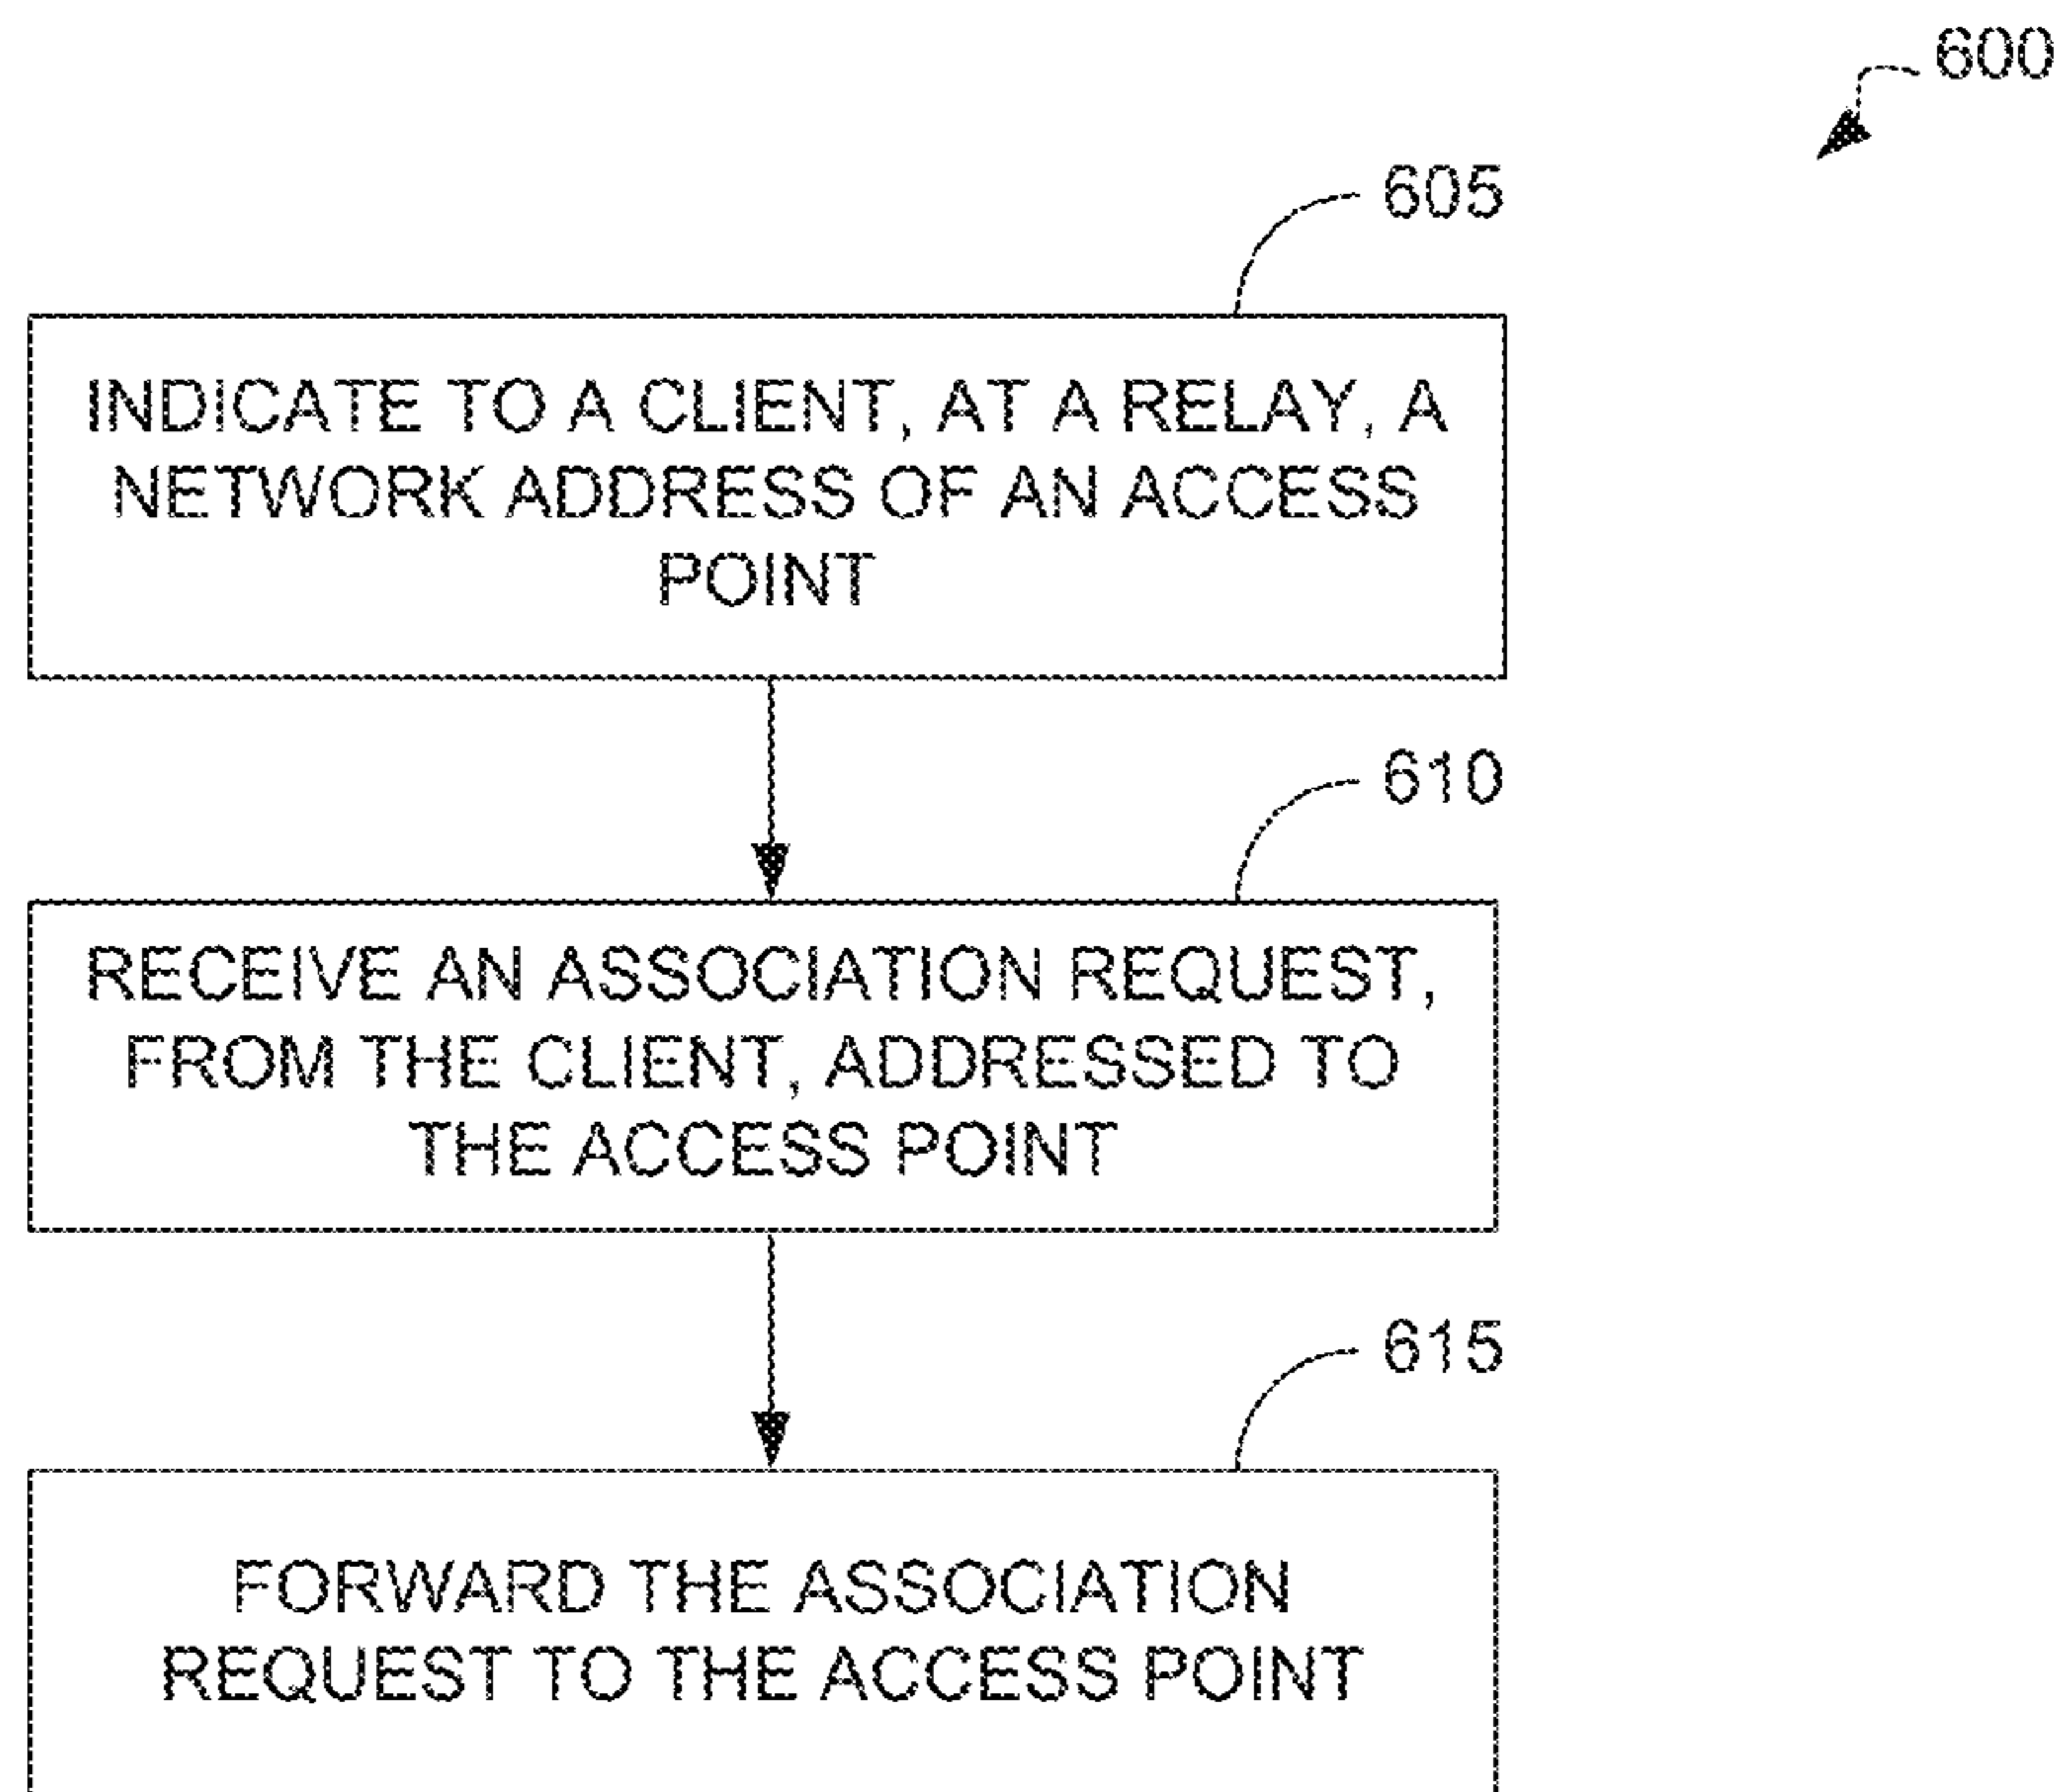 600
605
INDICATE TO A CLIENT, AT A RELAY, A
NETWORK ADDRESS OF AN ACCESS
POINT
610
RECEIVE AN ASSOCIATION REQUEST,
FROM THE CLIENT, ADDRESSED TO
THE ACCESS POINT
615
FORWARD THE ASSOCIATION
REQUEST TO THE ACCESS POINT